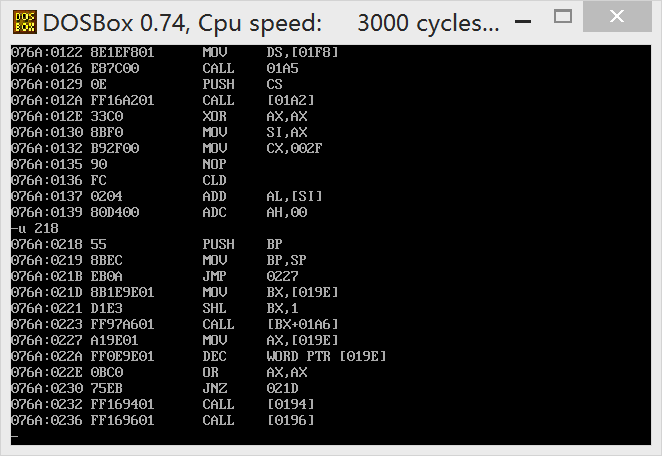 DOS
BOX
DOSBox 0.74, Cpu speed: 3000 cycles...
076A:0122 8E1EF801 MOV DS,[01F8]
076A:0126 E87C00 CALL 01A5
076A:0129 0E PUSH CS
076A:012A FF16A201 CALL [01A2]
076A:012E 33C0 XOR AX,AX
076A:0130 8BF0 MOV SI,AX
076A:0132 B92F00 MOV CX,002F
076A:0135 90 NOP
076A:0136 FC CLD
076A:0137 0204 ADD AL,[SI]
076A:0139 80D400 ADC AH,00
-u 218
076A:0218 55 PUSH BP
076A:0219 8BEC MOV BP,SP
076A:021B EB0A JMP 0227
076A:021D 8B1E9E01 MOV BX,[019E]
076A:0221 D1E3 SHL BX,1
076A:0223 FF97A601 CALL [BX+01A6]
076A:0227 A19E01 MOV AX,[019E]
076A:022A FF0E9E01 DEC WORD PTR [019E]
076A:022E 0BC0 OR AX,AX
076A:0230 75EB JNZ 021D
076A:0232 FF169401 CALL [0194]
076A:0236 FF169601 CALL [0196]
-